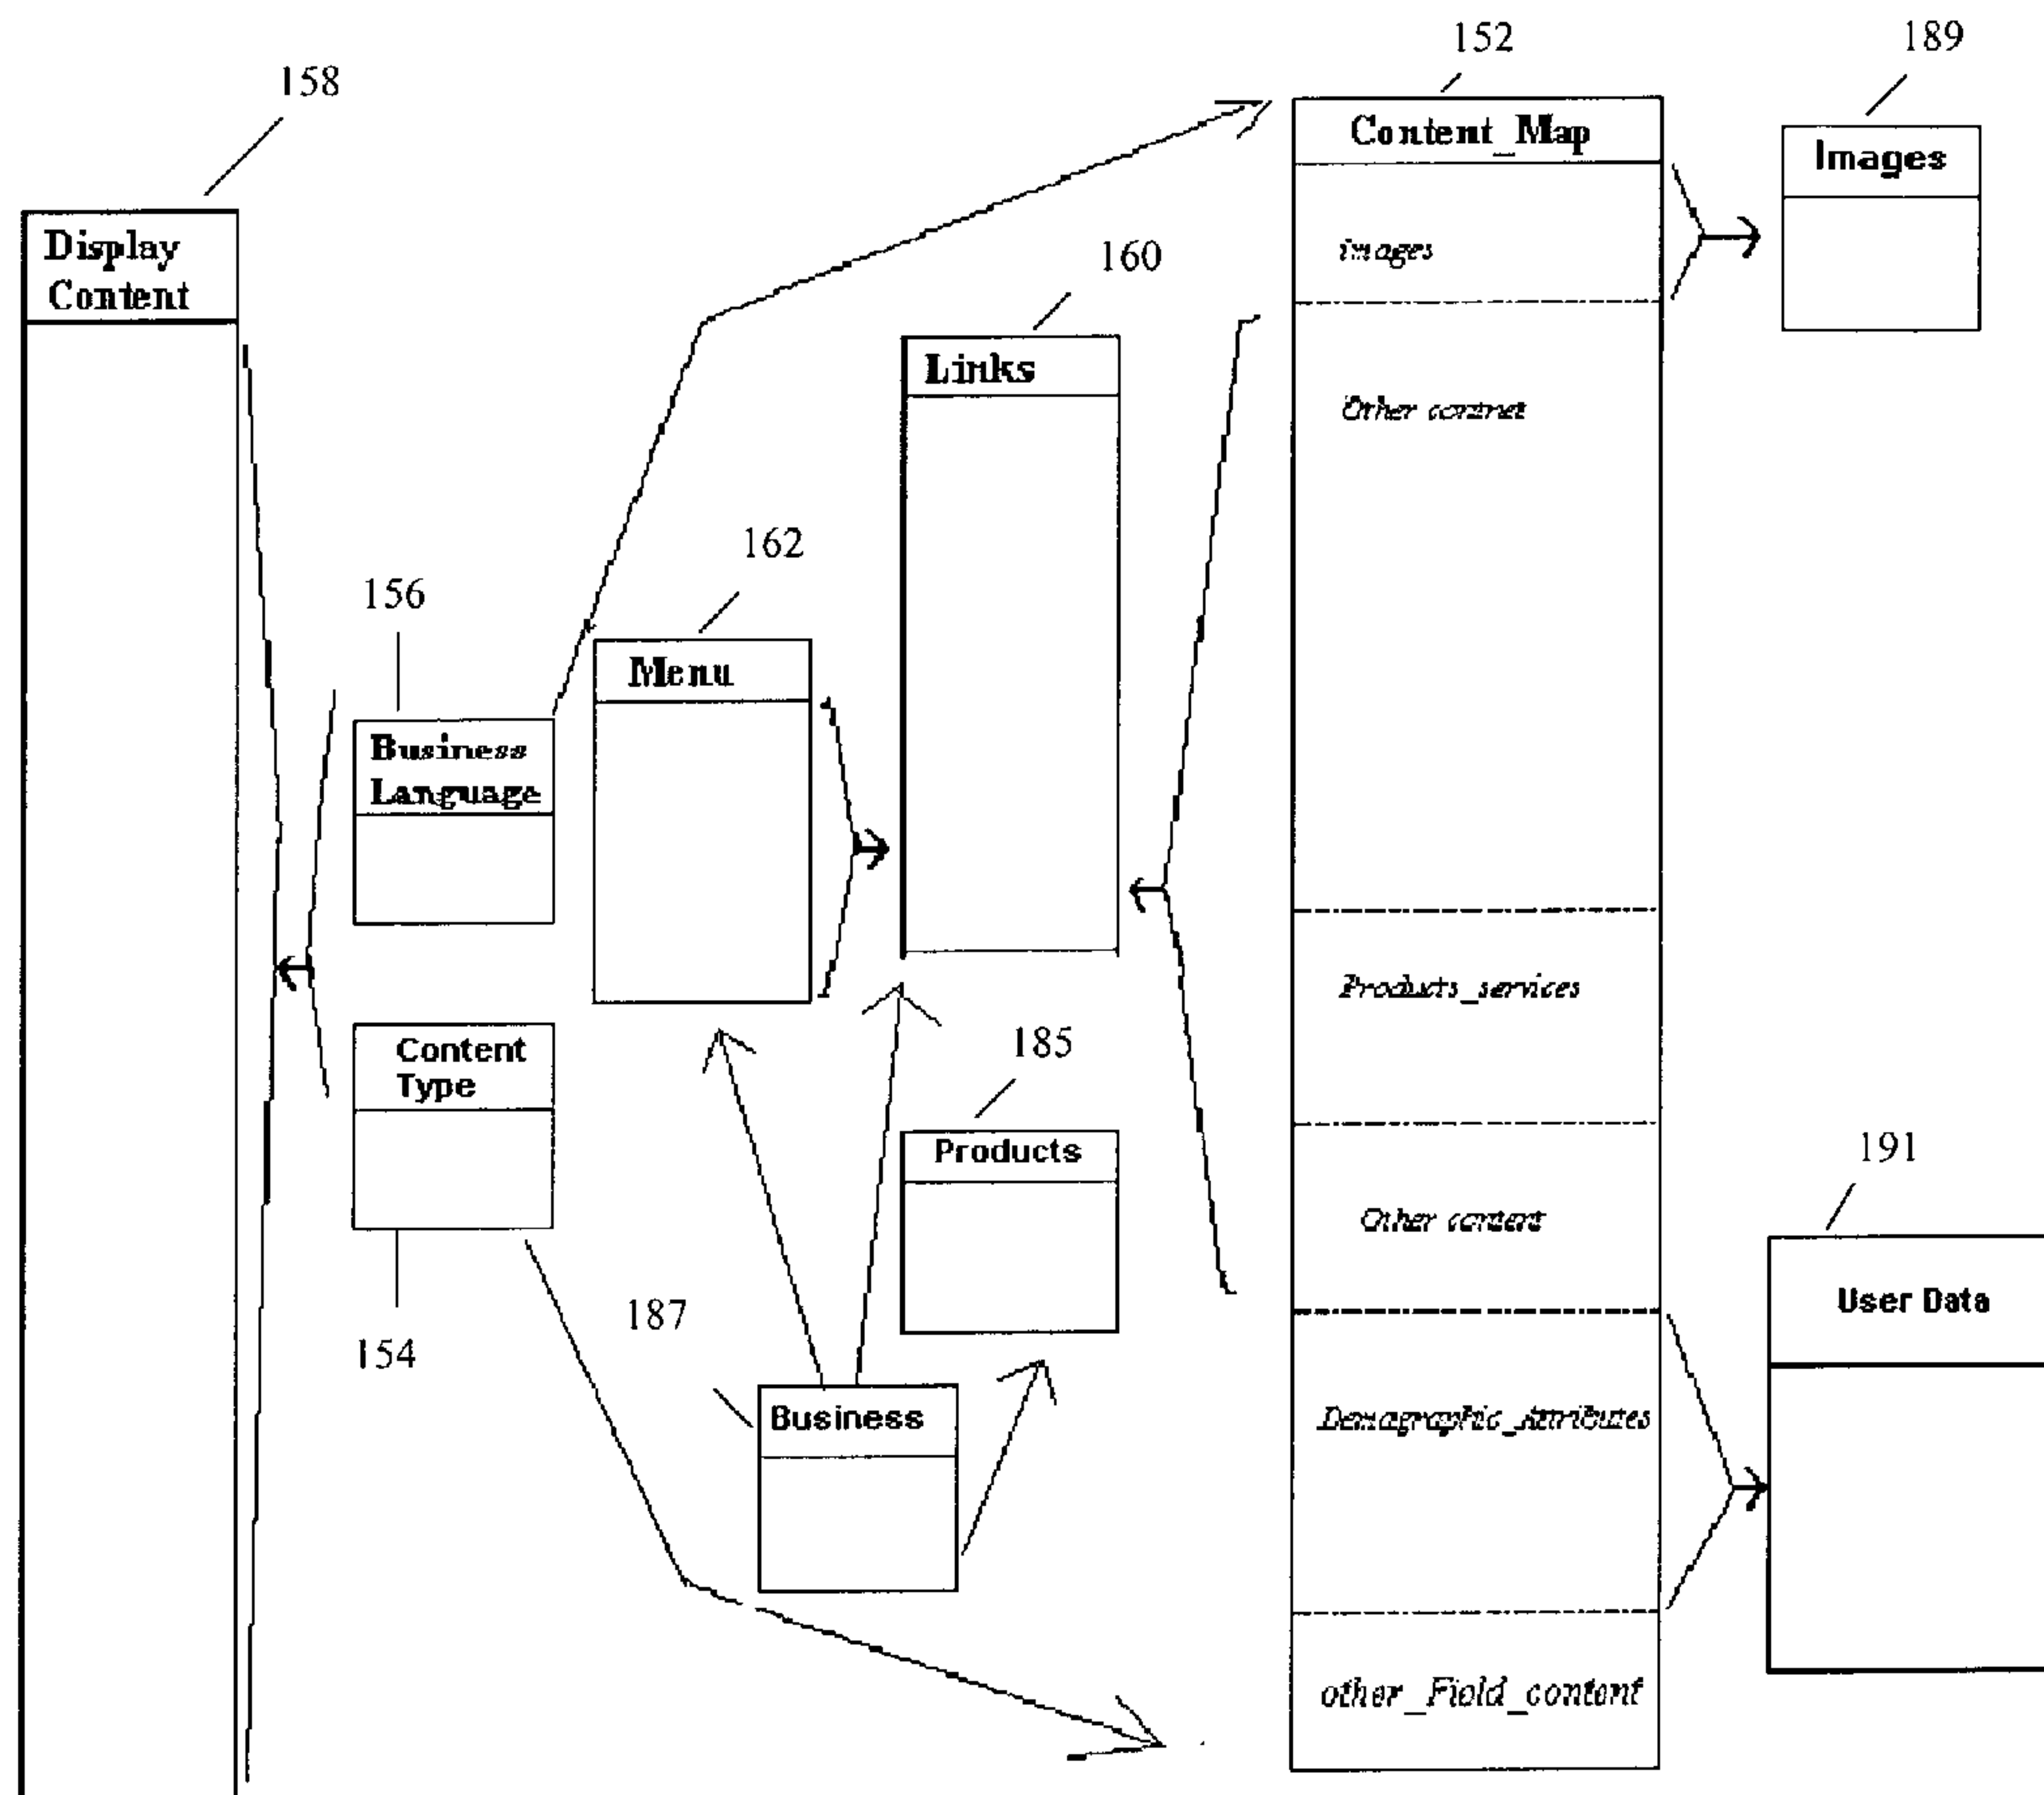 152
189
158
Content_Map
Images
Display
Content
images
160
Links
Other contnet
162
156
Menu
Business
Language
Products_services
Content
Type
185
Products
191
Other content
User Data
187
154
Business
Demographic_Attributes
other_Field_content